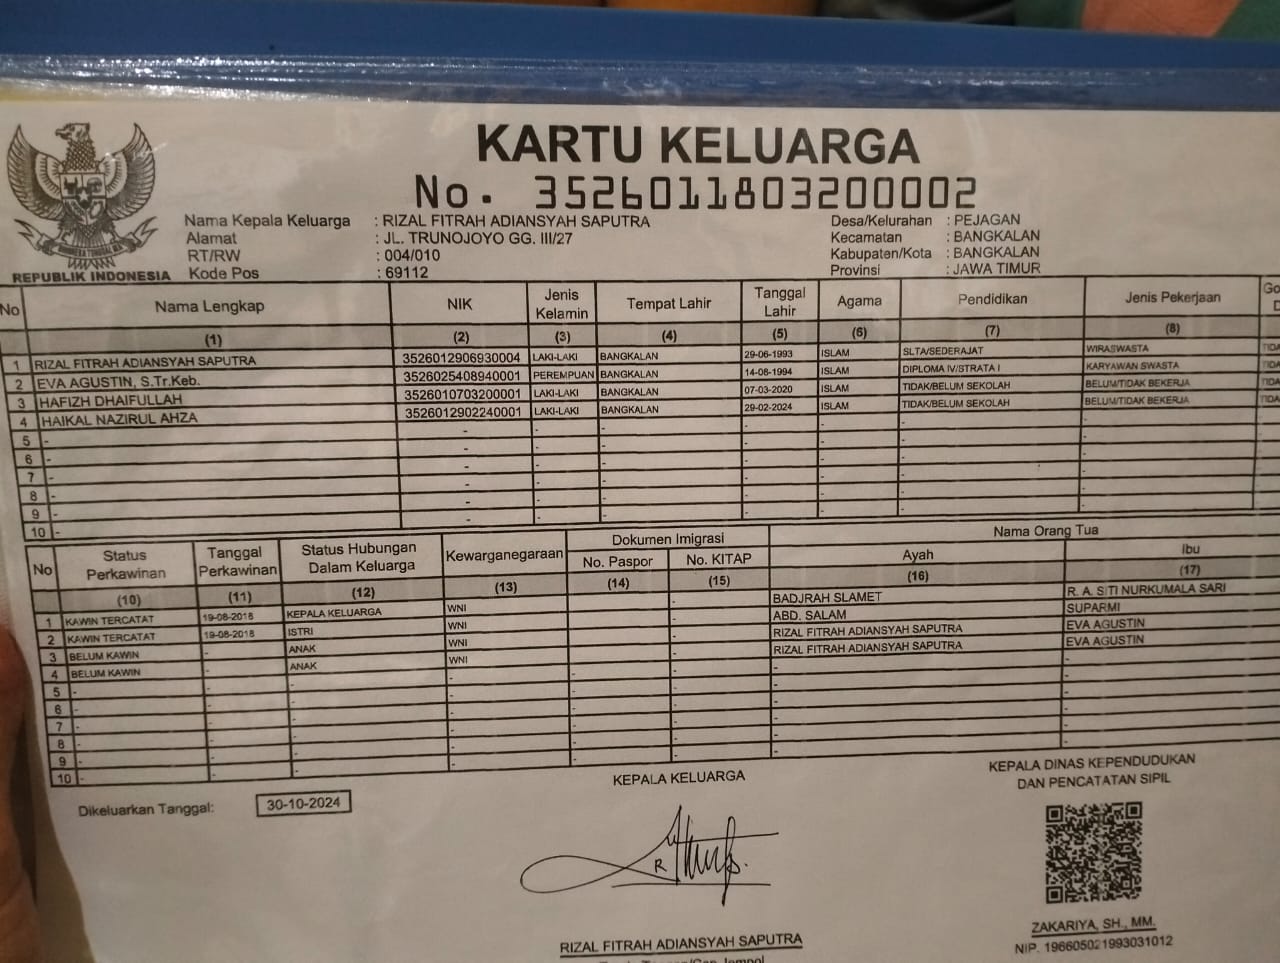 KARTU KELUARGA
No. 3526011803200002
Nama Kepala Keluarga : RIZAL FITRAH ADIANSYAH SAPUTRA
Alamat : JL. TRUNOJOYO GG. III/27
RT/RW : 004/010
Kode Pos : 69112
Desa/Kelurahan : PEJAGAN
Kecamatan : BANGKALAN
Kabupaten/Kota : BANGKALAN
Provinsi : JAWA TIMUR
REPUBLIK INDONESIA
No Nama Lengkap NIK Jenis Kelamin Tempat Lahir Tanggal Lahir Agama Pendidikan Jenis Pekerjaan
(1) (2) (3) (4) (5) (6) (7) (8)
1 RIZAL FITRAH ADIANSYAH SAPUTRA 3526012906930004 LAKI-LAKI BANGKALAN 29-06-1993 ISLAM SLTA/SEDERAJAT WIRASWASTA
2 EVA AGUSTIN, S.Tr.Keb. 3526025408940001 PEREMPUAN BANGKALAN 14-08-1994 ISLAM DIPLOMA IV/STRATA I KARYAWAN SWASTA
3 HAFIZH DHAIFULLAH 3526010703200001 LAKI-LAKI BANGKALAN 07-03-2020 ISLAM TIDAK/BELUM SEKOLAH BELUM/TIDAK BEKERJA
4 HAIKAL NAZIRUL AHZA 3526012902240001 LAKI-LAKI BANGKALAN 29-02-2024 ISLAM TIDAK/BELUM SEKOLAH BELUM/TIDAK BEKERJA
5 - - - - - - - -
6 - - - - - - - -
7 - - - - - - - -
8 - - - - - - - -
9 - - - - - - - -
10 - - - - - - - -
No Status Perkawinan Tanggal Perkawinan Status Hubungan Dalam Keluarga Kewarganegaraan Dokumen Imigrasi Nama Orang Tua
No. Paspor No. KITAP Ayah Ibu
(10) (11) (12) (13) (14) (15) (16) (17)
1 KAWIN TERCATAT 19-08-2018 KEPALA KELUARGA WNI - BADJRAH SLAMET R. A. SITI NURKUMALA SARI
2 KAWIN TERCATAT 19-08-2018 ISTRI WNI - ABD. SALAM SUPARMI
3 BELUM KAWIN - ANAK WNI - RIZAL FITRAH ADIANSYAH SAPUTRA EVA AGUSTIN
4 BELUM KAWIN - ANAK WNI - RIZAL FITRAH ADIANSYAH SAPUTRA EVA AGUSTIN
5 - - - - - - - -
6 - - - - - - - -
7 - - - - - - - -
8 - - - - - - - -
9 - - - - - - - -
10 - - - - - - - -
Dikeluarkan Tanggal: 30-10-2024
KEPALA KELUARGA
RIZAL FITRAH ADIANSYAH SAPUTRA
KEPALA DINAS KEPENDUDUKAN
DAN PENCATATAN SIPIL
ZAKARIYA, SH., MM.
NIP. 196605021993031012